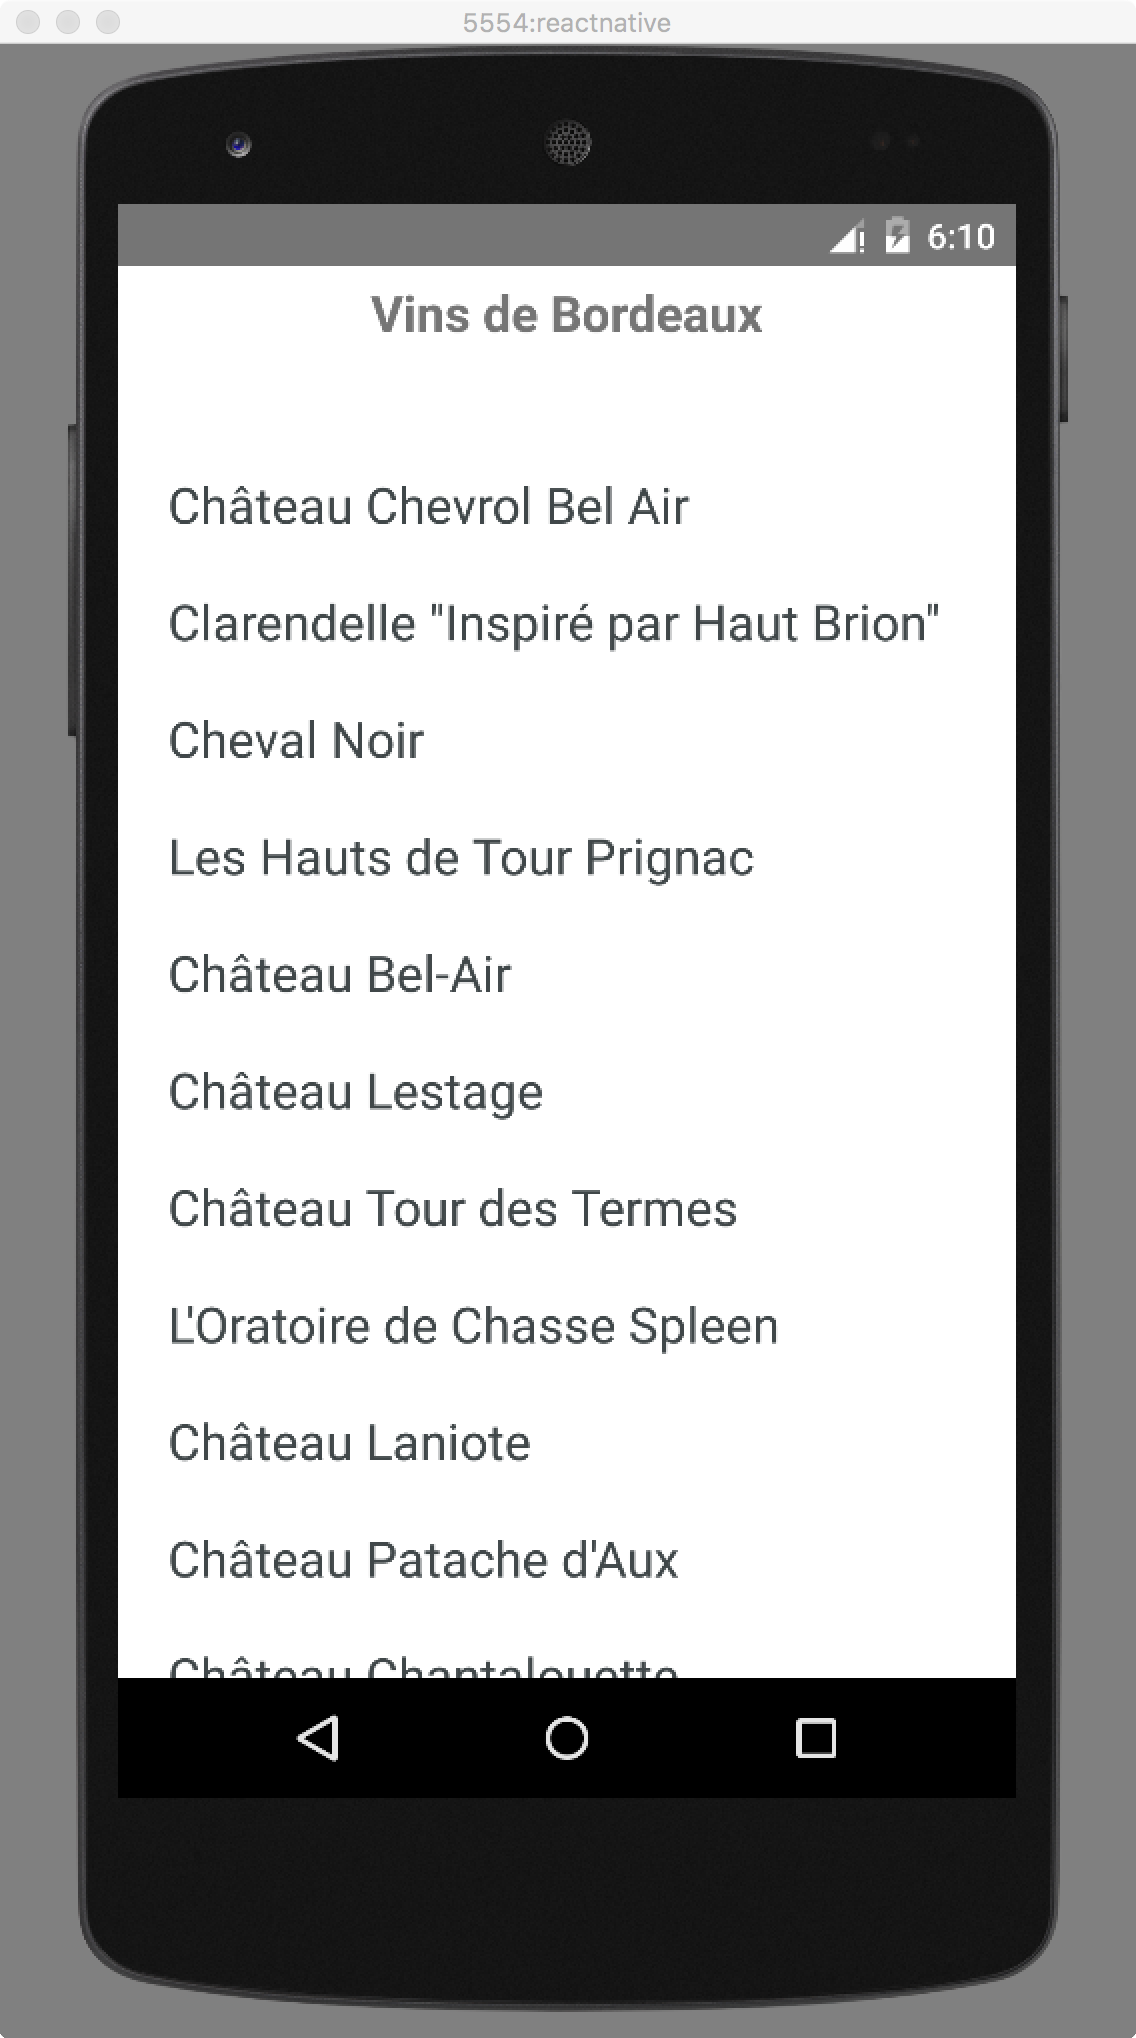 5554:reactnative
6:10
Vins de Bordeaux
Château Chevrol Bel Air
Clarendelle "Inspiré par Haut Brion"
Cheval Noir
Les Hauts de Tour Prignac
Château Bel-Air
Château Lestage
Château Tour des Termes
L'Oratoire de Chasse Spleen
Château Laniote
Château Patache d'Aux
Château Chantalouette